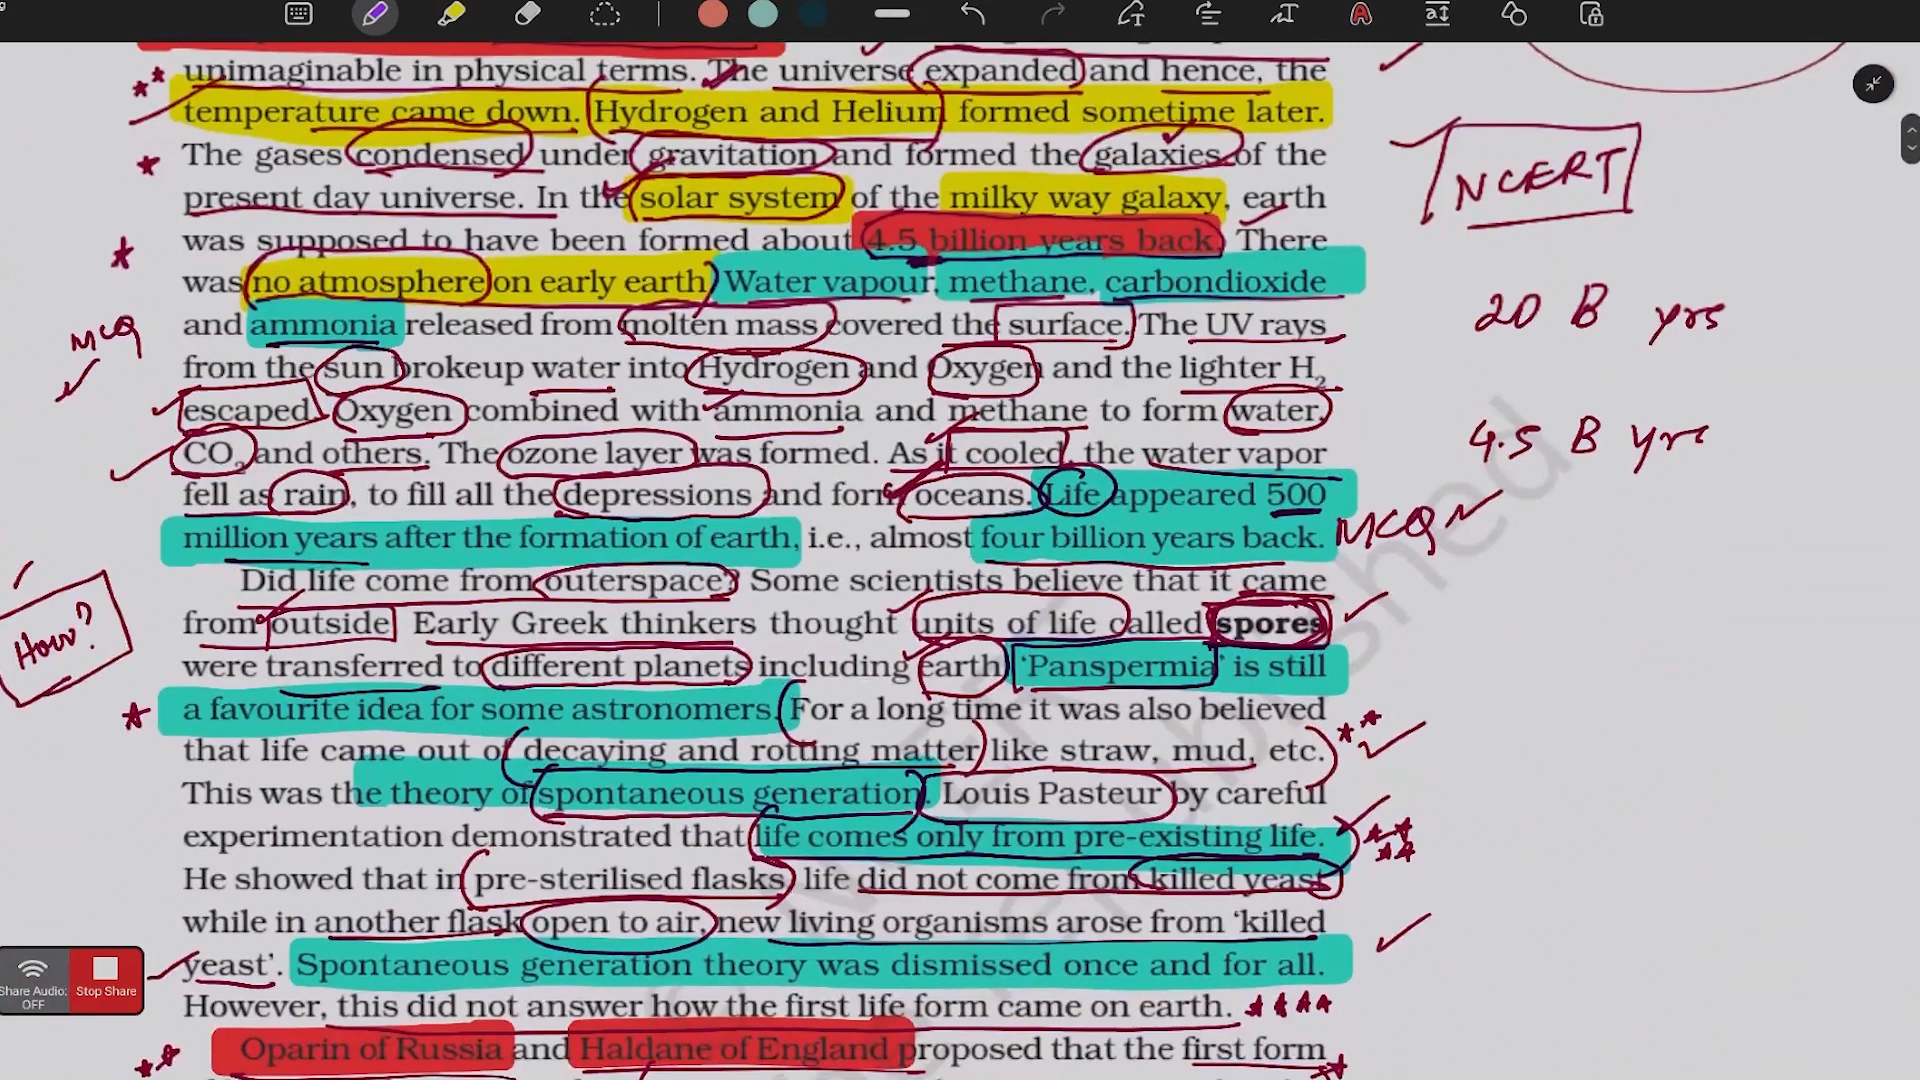 unimaginable in physical terms. The universe expanded and hence, the
temperature came down. Hydrogen and Helium formed sometime later.
The gases condensed under gravitation and formed the galaxies of the
NCERT
present day universe. In the solar system of the milky way galaxy, earth
was supposed to have been formed about 4.5 billion years back. There
was no atmosphere on early earth. Water vapour, methane, carbondioxide
20 B yrs
and ammonia released from molten mass covered the surface. The UV rays
MCQ
from the sun brokeup water into Hydrogen and Oxygen and the lighter H₂
escaped. Oxygen combined with ammonia and methane to form water,
4.5 B yrs
CO₂ and others. The ozone layer was formed. As it cooled, the water vapor
fell as rain, to fill all the depressions and form oceans. Life appeared 500
million years after the formation of earth, i.e., almost four billion years back.
MCQ
Did life come from outerspace? Some scientists believe that it came
from outside. Early Greek thinkers thought units of life called spores
How?
were transferred to different planets including earth. ‘Panspermia’ is still
a favourite idea for some astronomers. For a long time it was also believed
that life came out of decaying and rotting matter like straw, mud, etc.
This was the theory of spontaneous generation. Louis Pasteur by careful
experimentation demonstrated that life comes only from pre-existing life.
He showed that in pre-sterilised flasks, life did not come from killed yeast
while in another flask open to air, new living organisms arose from ‘killed
yeast’. Spontaneous generation theory was dismissed once and for all.
Share Audio:
OFF
Stop Share
However, this did not answer how the first life form came on earth.
Oparin of Russia and Haldane of England proposed that the first form